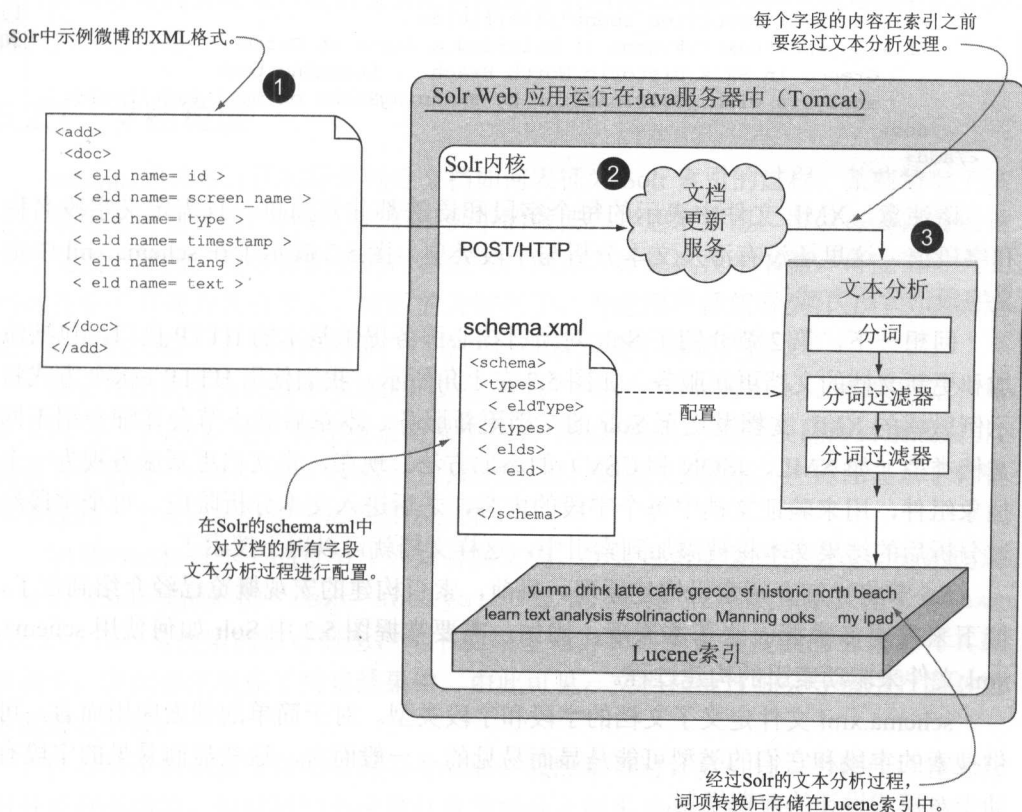 Solr中示例微博的XML格式。
每个字段的内容在索引之前
要经过文本分析处理。
1
<add>
<doc>
< eld name= id >
< eld name= screen_name >
< eld name= type >
< eld name= timestamp >
< eld name= lang >
< eld name= text >
</doc>
</add>
Solr Web 应用运行在Java服务器中（Tomcat）
Solr内核
2
文档
更新
服务
POST/HTTP
3
文本分析
分词
分词过滤器
分词过滤器
schema.xml
<schema>
<types>
< eldType>
</types>
< elds>
< eld>
</schema>
配置
在Solr的schema.xml中
对文档的所有字段
文本分析过程进行配置。
yumm drink latte caffe grecco sf historic north beach
learn text analysis #solrinaction Manning ooks my ipad
Lucene索引
经过Solr的文本分析过程，
词项转换后存储在Lucene索引中。